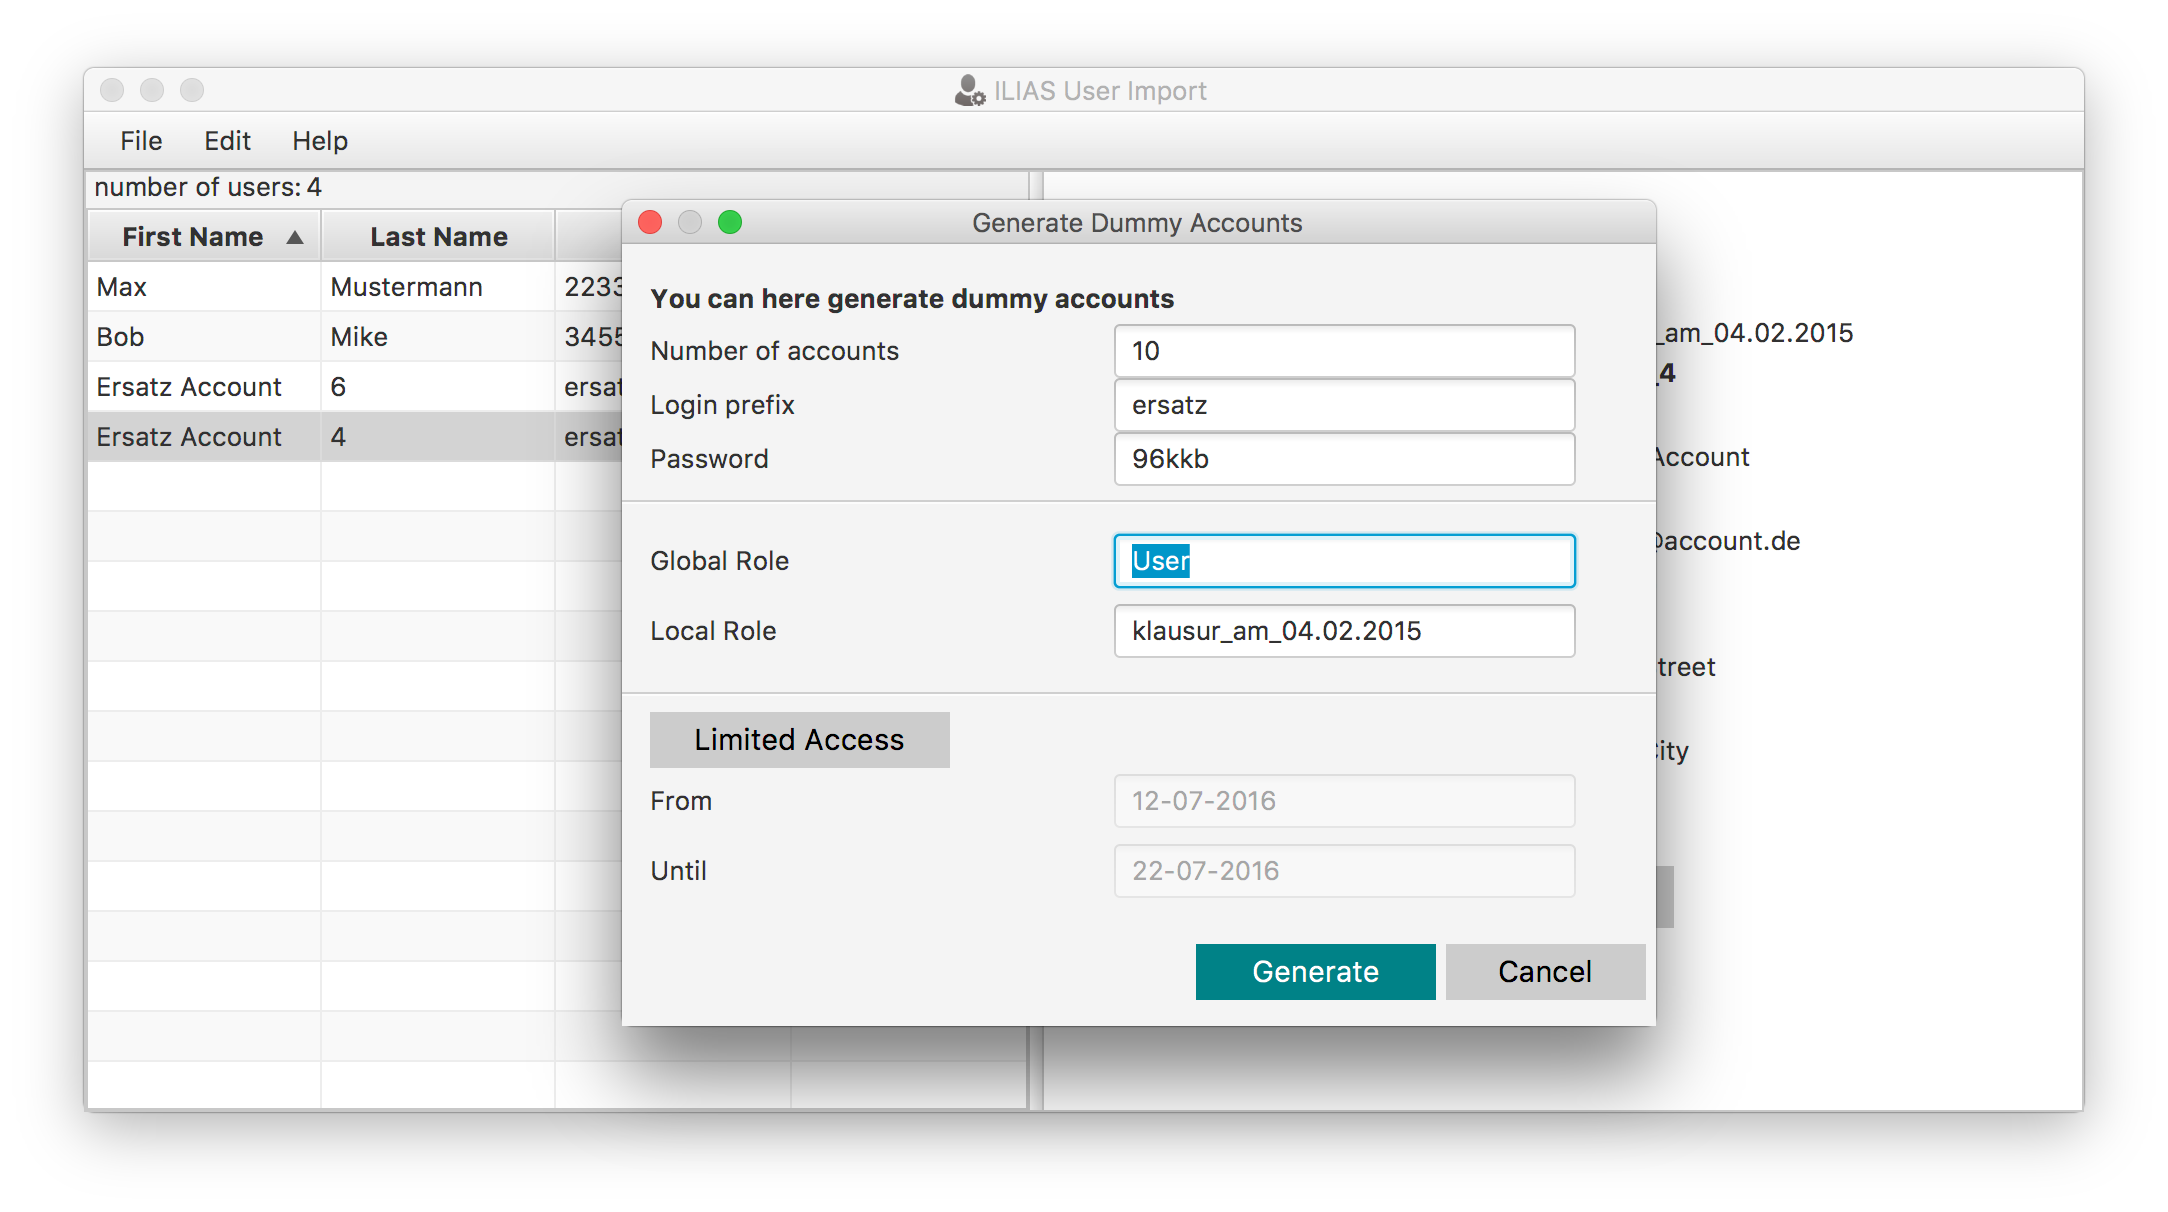 ILIAS User Import
File Edit Help
number of users: 4
First Name Last Name
Max Mustermann 2233
Bob Mike 3455
Ersatz Account 6 ersat
Ersatz Account 4 ersat
Generate Dummy Accounts
You can here generate dummy accounts
Number of accounts 10
Login prefix ersatz
Password 96kkb
Global Role User
Local Role klausur_am_04.02.2015
Limited Access
From 12-07-2016
Until 22-07-2016
Generate Cancel
_am_04.02.2015
_4
Account
@account.de
treet
City